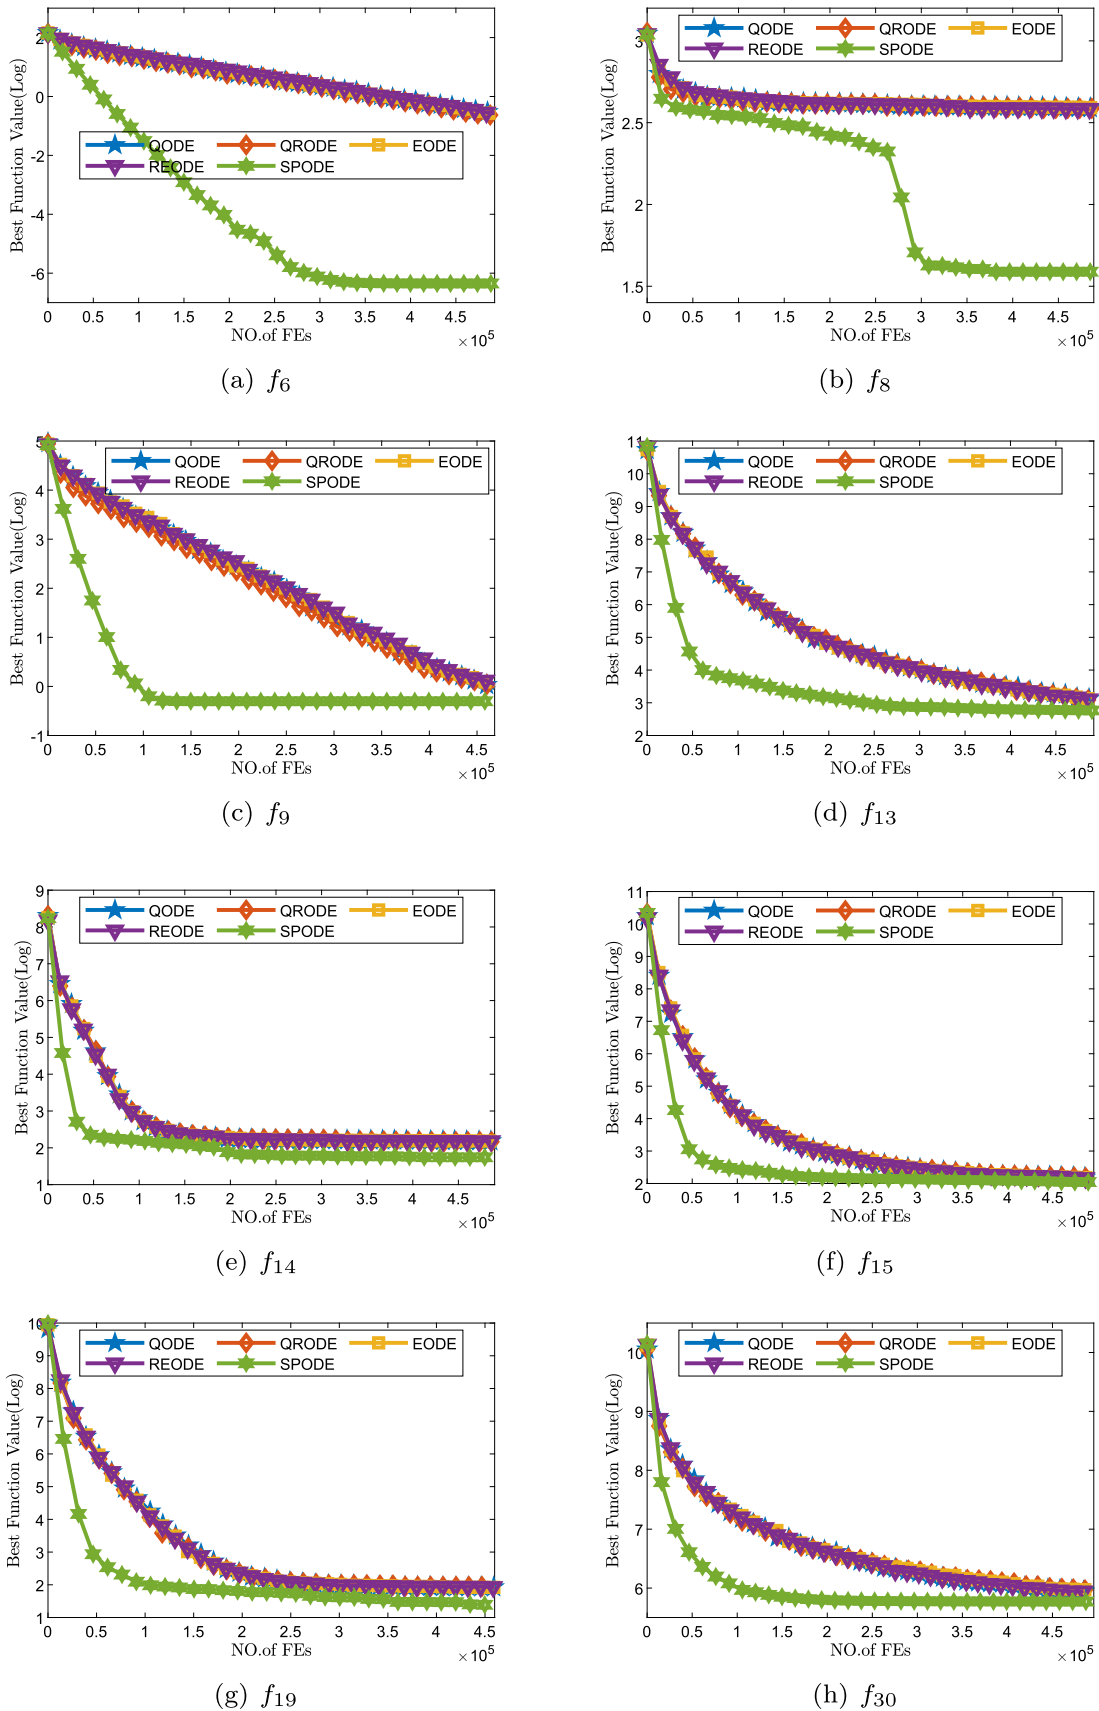 Best Function Value(Log)
2
0
-2
-4
-6
QODE QRODE EODE
REODE SPODE
0 0.5 1 1.5 2 2.5 3 3.5 4 4.5
NO.of FEs
×10^5
(a) f_6
Best Function Value(Log)
3
2.5
2
1.5
QODE QRODE EODE
REODE SPODE
0 0.5 1 1.5 2 2.5 3 3.5 4 4.5
NO.of FEs
×10^5
(b) f_8
Best Function Value(Log)
5
4
3
2
1
0
-1
QODE QRODE EODE
REODE SPODE
0 0.5 1 1.5 2 2.5 3 3.5 4 4.5
NO.of FEs
×10^5
(c) f_9
Best Function Value(Log)
11
10
9
8
7
6
5
4
3
2
QODE QRODE EODE
REODE SPODE
0 0.5 1 1.5 2 2.5 3 3.5 4 4.5
NO.of FEs
×10^5
(d) f_13
Best Function Value(Log)
9
8
7
6
5
4
3
2
1
QODE QRODE EODE
REODE SPODE
0 0.5 1 1.5 2 2.5 3 3.5 4 4.5
NO.of FEs
×10^5
(e) f_14
Best Function Value(Log)
11
10
9
8
7
6
5
4
3
2
QODE QRODE EODE
REODE SPODE
0 0.5 1 1.5 2 2.5 3 3.5 4 4.5
NO.of FEs
×10^5
(f) f_15
Best Function Value(Log)
10
9
8
7
6
5
4
3
2
1
QODE QRODE EODE
REODE SPODE
0 0.5 1 1.5 2 2.5 3 3.5 4 4.5
NO.of FEs
×10^5
(g) f_19
Best Function Value(Log)
10
9
8
7
6
QODE QRODE EODE
REODE SPODE
0 0.5 1 1.5 2 2.5 3 3.5 4 4.5
NO.of FEs
×10^5
(h) f_30